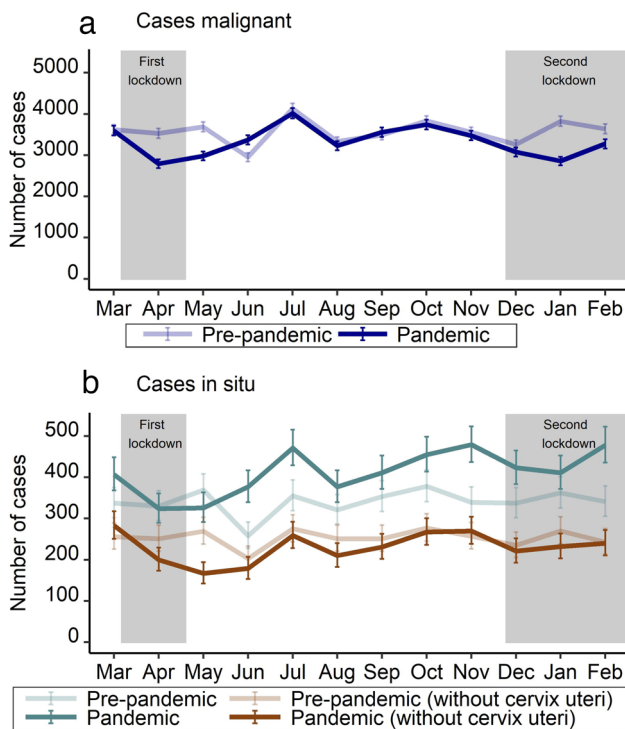 a Cases malignant
First
lockdown
Second
lockdown
Number of cases
5000
4000
3000
2000
1000
0
Mar Apr May Jun Jul Aug Sep Oct Nov Dec Jan Feb
Pre-pandemic Pandemic
b Cases in situ
First
lockdown
Second
lockdown
Number of cases
500
400
300
200
100
0
Mar Apr May Jun Jul Aug Sep Oct Nov Dec Jan Feb
Pre-pandemic Pre-pandemic (without cervix uteri)
Pandemic Pandemic (without cervix uteri)